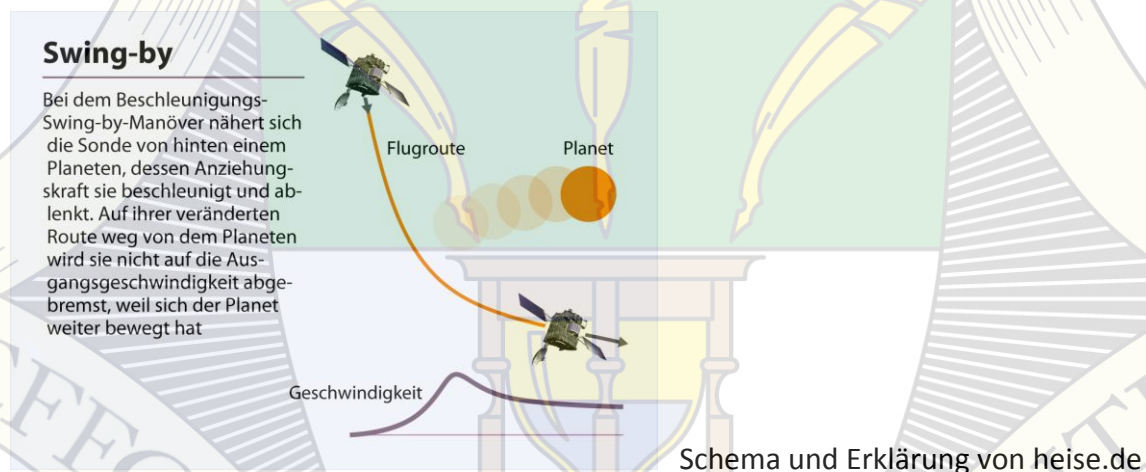 Swing-by
Bei dem Beschleunigungs-
Swing-by-Manöver nähert sich
die Sonde von hinten einem
Planeten, dessen Anziehung-
skraft sie beschleunigt und ab-
lenkt. Auf ihrer veränderten
Route weg von dem Planeten
wird sie nicht auf die Aus-
gangsgeschwindigkeit abge-
bremst, weil sich der Planet
weiter bewegt hat
Flugroute
Planet
Geschwindigkeit
Schema und Erklärung von heise.de